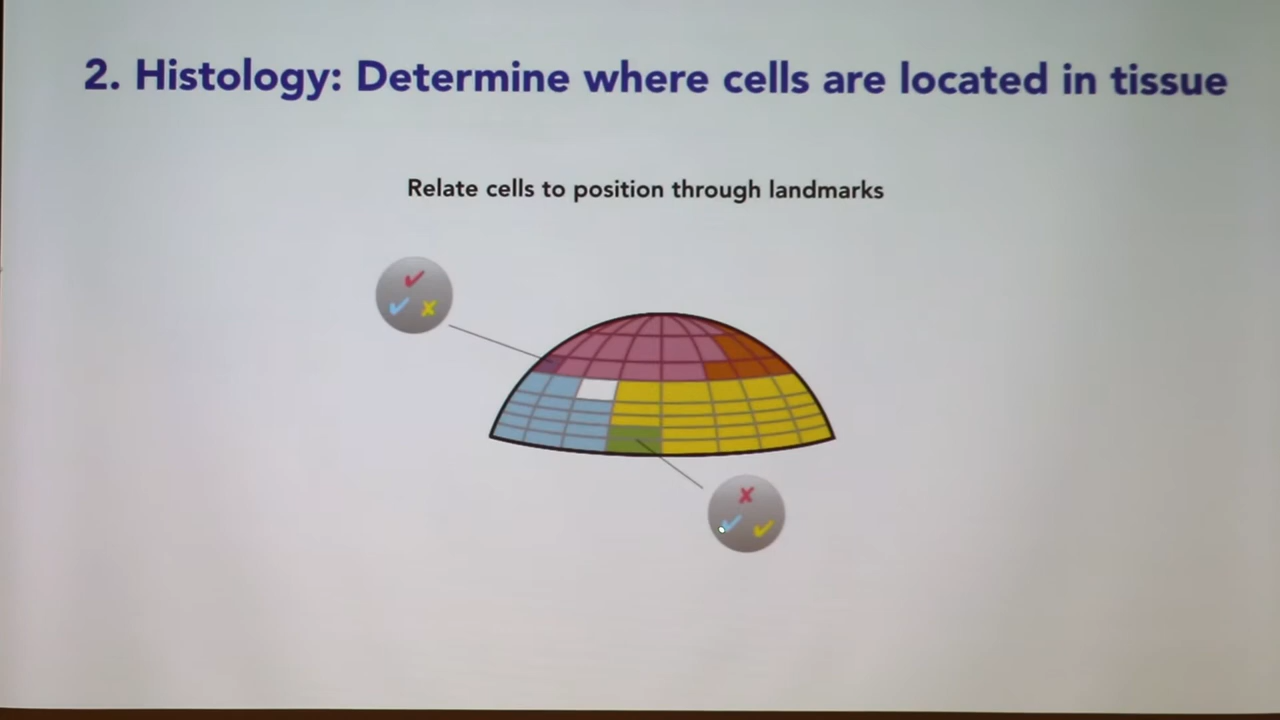 2. Histology: Determine where cells are located in tissue
Relate cells to position through landmarks